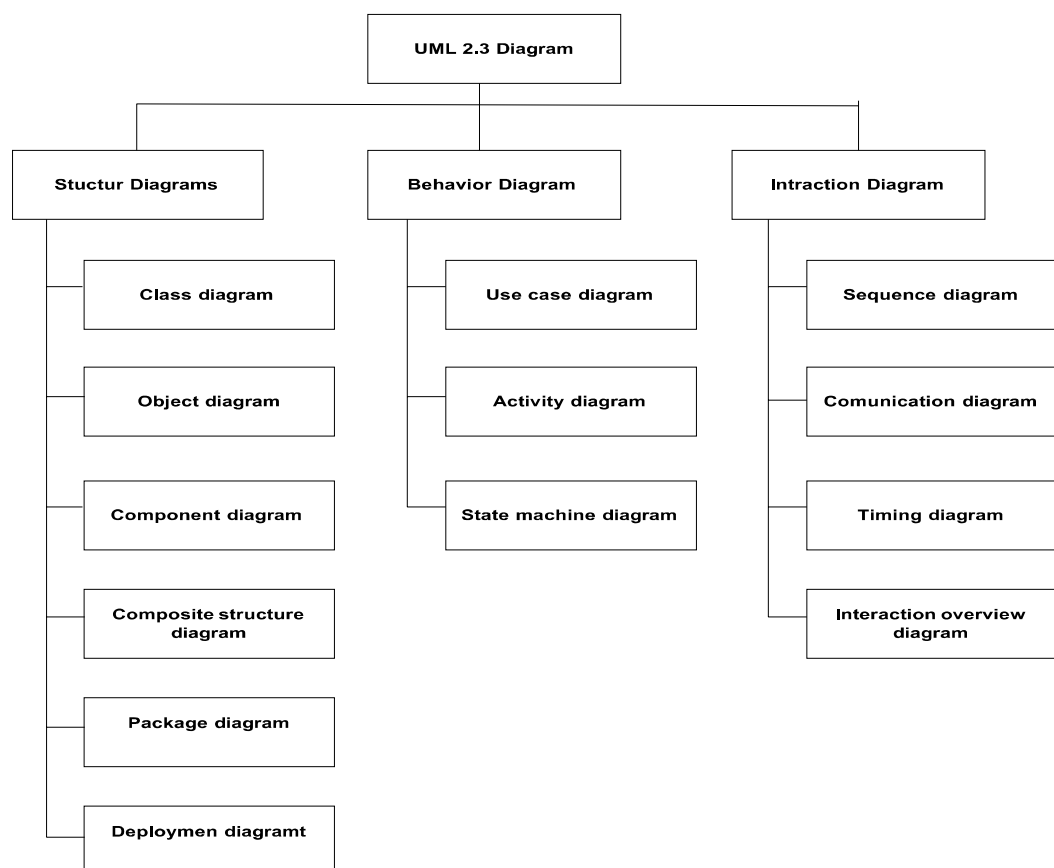 UML 2.3 Diagram
Stuctur Diagrams
Behavior Diagram
Intraction Diagram
Class diagram
Use case diagram
Sequence diagram
Object diagram
Activity diagram
Comunication diagram
Component diagram
State machine diagram
Timing diagram
Composite structure
diagram
Interaction overview
diagram
Package diagram
Deploymen diagramt